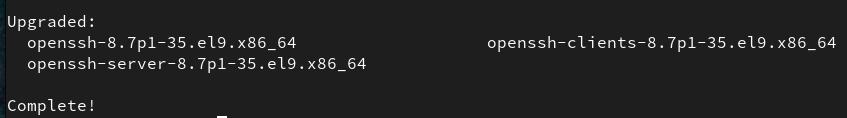 Upgraded:
  openssh-8.7p1-35.el9.x86_64                    openssh-clients-8.7p1-35.el9.x86_64
  openssh-server-8.7p1-35.el9.x86_64
Complete!